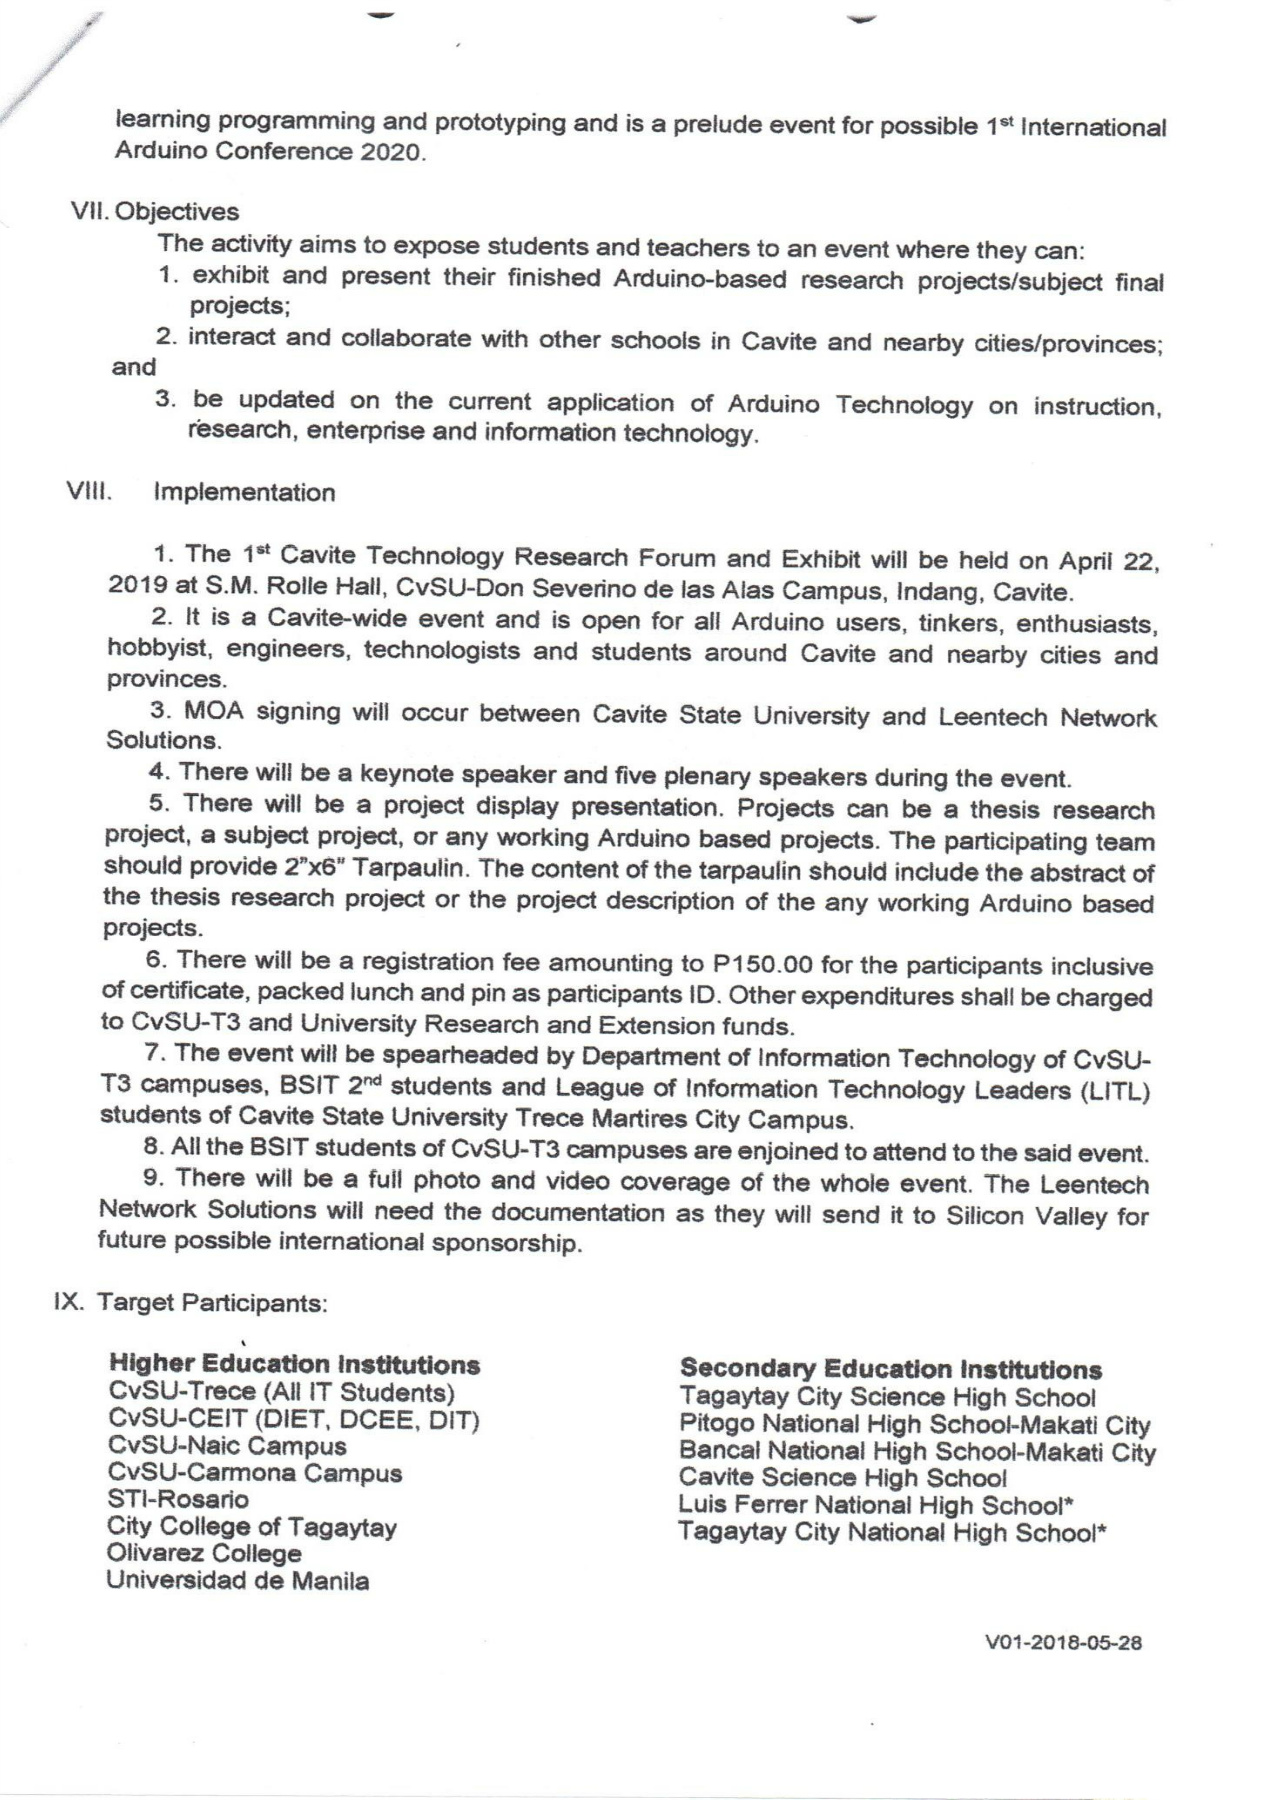 learning programming and prototyping and is a prelude event for possible 1st International
Arduino Conference 2020.
VII. Objectives
The activity aims to expose students and teachers to an event where they can:
1. exhibit and present their finished Arduino-based research projects/subject final
projects;
2. interact and collaborate with other schools in Cavite and nearby cities/provinces;
and
3. be updated on the current application of Arduino Technology on instruction,
research, enterprise and information technology.
VIII. Implementation
1. The 1st Cavite Technology Research Forum and Exhibit will be held on April 22,
2019 at S.M. Rolle Hall, CvSU-Don Severino de las Alas Campus, Indang, Cavite.
2. It is a Cavite-wide event and is open for all Arduino users, tinkers, enthusiasts,
hobbyist, engineers, technologists and students around Cavite and nearby cities and
provinces.
3. MOA signing will occur between Cavite State University and Leentech Network
Solutions.
4. There will be a keynote speaker and five plenary speakers during the event.
5. There will be a project display presentation. Projects can be a thesis research
project, a subject project, or any working Arduino based projects. The participating team
should provide 2"x6" Tarpaulin. The content of the tarpaulin should include the abstract of
the thesis research project or the project description of the any working Arduino based
projects.
6. There will be a registration fee amounting to P150.00 for the participants inclusive
of certificate, packed lunch and pin as participants ID. Other expenditures shall be charged
to CvSU-T3 and University Research and Extension funds.
7. The event will be spearheaded by Department of Information Technology of CvSU-
T3 campuses, BSIT 2nd students and League of Information Technology Leaders (LITL)
students of Cavite State University Trece Martires City Campus.
8. All the BSIT students of CvSU-T3 campuses are enjoined to attend to the said event.
9. There will be a full photo and video coverage of the whole event. The Leentech
Network Solutions will need the documentation as they will send it to Silicon Valley for
future possible international sponsorship.
IX. Target Participants:
Higher Education Institutions
CvSU-Trece (All IT Students)
CvSU-CEIT (DIET, DCEE, DIT)
CvSU-Naic Campus
CvSU-Carmona Campus
STI-Rosario
City College of Tagaytay
Olivarez College
Universidad de Manila
Secondary Education Institutions
Tagaytay City Science High School
Pitogo National High School-Makati City
Bancal National High School-Makati City
Cavite Science High School
Luis Ferrer National High School*
Tagaytay City National High School*
V01-2018-05-28